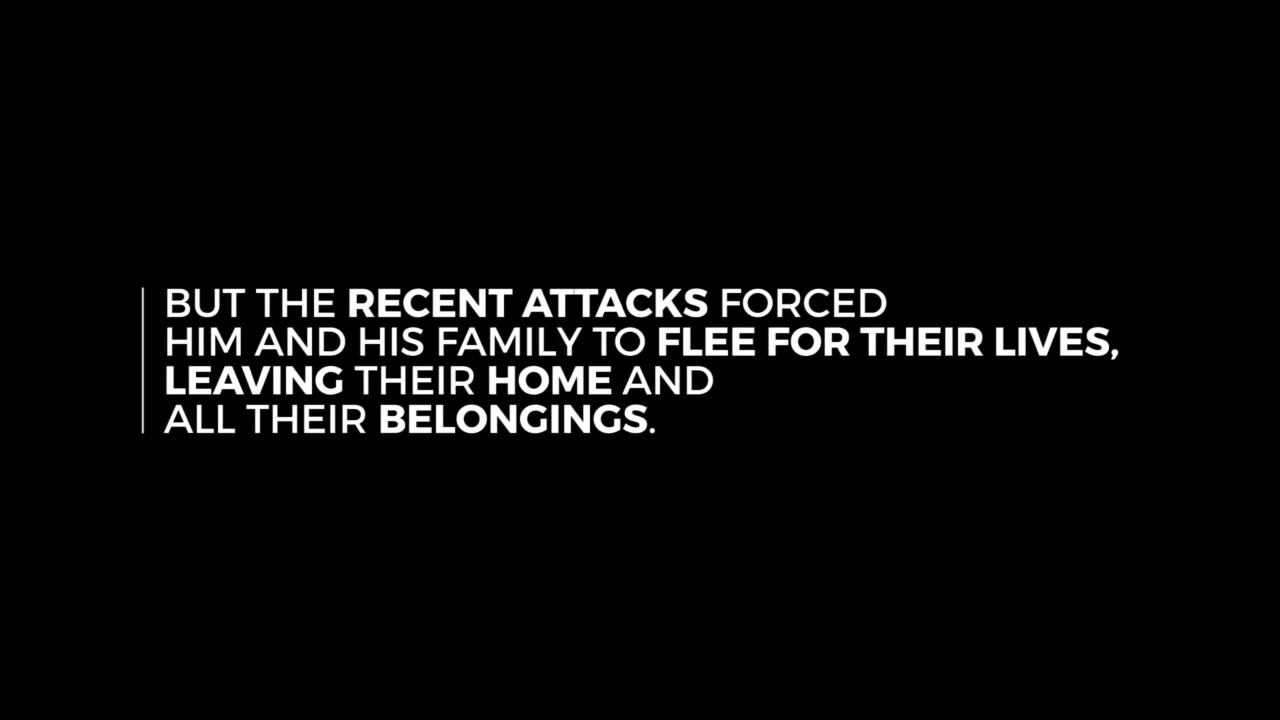 BUT THE RECENT ATTACKS FORCED
HIM AND HIS FAMILY TO FLEE FOR THEIR LIVES,
LEAVING THEIR HOME AND
ALL THEIR BELONGINGS.